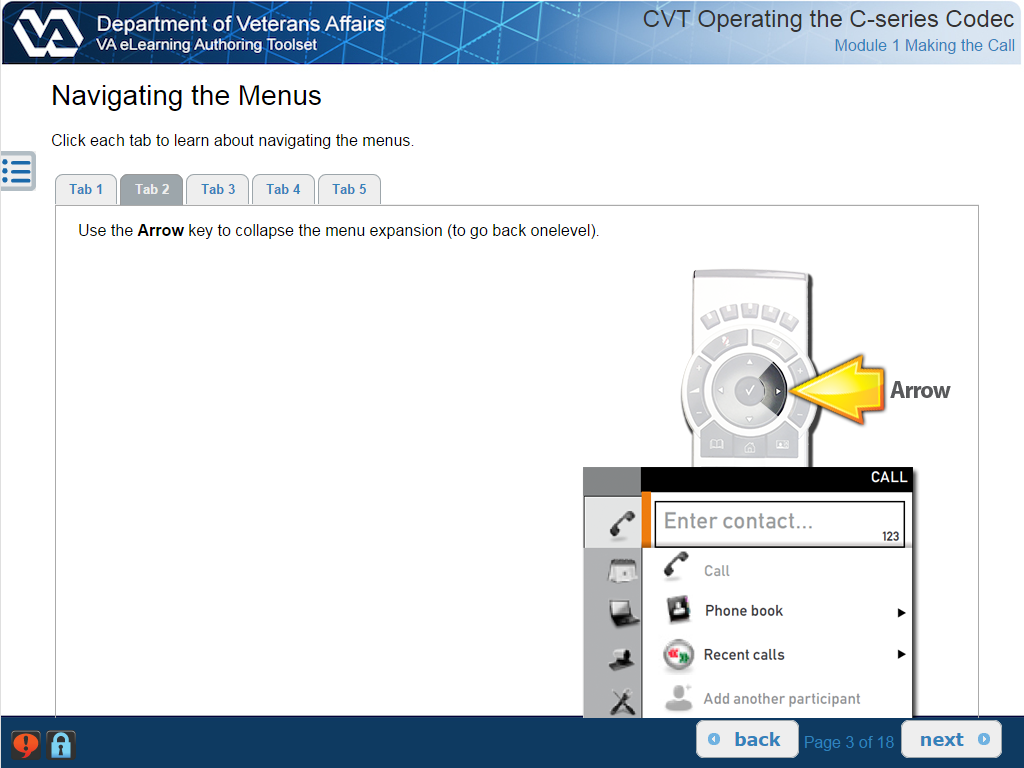 Department of Veterans Affairs
VA eLearning Authoring Toolset
CVT Operating the C-series Codec
Module 1 Making the Call
Navigating the Menus
Click each tab to learn about navigating the menus.
Tab 1 Tab 2 Tab 3 Tab 4 Tab 5
Use the Arrow key to collapse the menu expansion (to go back onelevel).
Arrow
CALL
Enter contact...
123
Call
Phone book
Recent calls
Add another participant
back Page 3 of 18 next